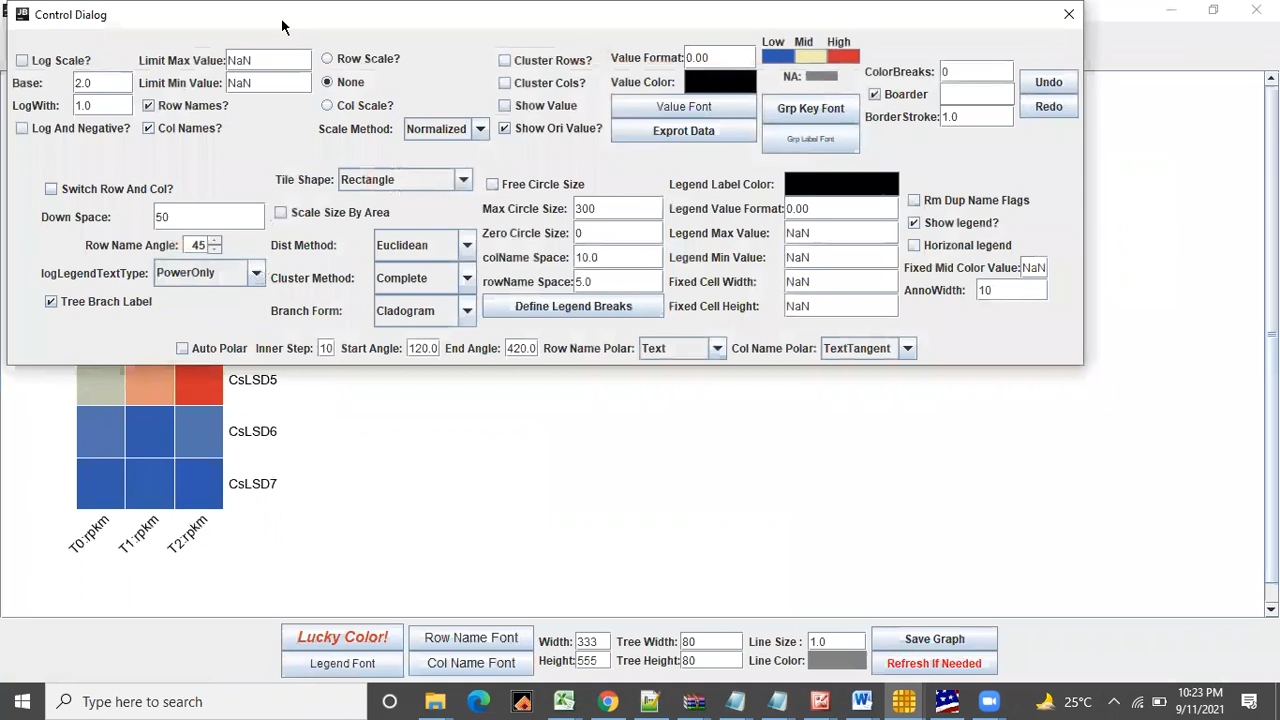 JB Control Dialog
Log Scale? Limit Max Value: NaN Row Scale? Cluster Rows? Value Format: 0.00 Low Mid High
Base: 2.0 Limit Min Value: NaN None Cluster Cols? Value Color: NA: ColorBreaks: 0 Undo
LogWith: 1.0 Row Names? Col Scale? Show Value Value Font Grp Key Font Boarder Redo
Log And Negative? Col Names? Scale Method: Normalized Show Ori Value? Exprot Data Grp Label Font BorderStroke: 1.0
Switch Row And Col? Tile Shape: Rectangle Free Circle Size Legend Label Color:
Down Space: 50 Scale Size By Area Max Circle Size: 300 Legend Value Format: 0.00 Rm Dup Name Flags
Row Name Angle: 45 Dist Method: Euclidean Zero Circle Size: 0 Legend Max Value: NaN Show legend?
logLegendTextType: PowerOnly Cluster Method: Complete colName Space: 10.0 Legend Min Value: NaN Horizonal legend
Tree Brach Label Branch Form: Cladogram rowName Space: 5.0 Fixed Cell Width: NaN Fixed Mid Color Value: NaN
Define Legend Breaks Fixed Cell Height: NaN AnnoWidth: 10
Auto Polar Inner Step: 10 Start Angle: 120.0 End Angle: 420.0 Row Name Polar: Text Col Name Polar: TextTangent
CsLSD5
CsLSD6
CsLSD7
T0:rpkm T1:rpkm T2:rpkm
Lucky Color! Row Name Font Width: 333 Tree Width: 80 Line Size : 1.0 Save Graph
Legend Font Col Name Font Height: 555 Tree Height: 80 Line Color: Refresh If Needed
Type here to search 25°C 10:23 PM
9/11/2021